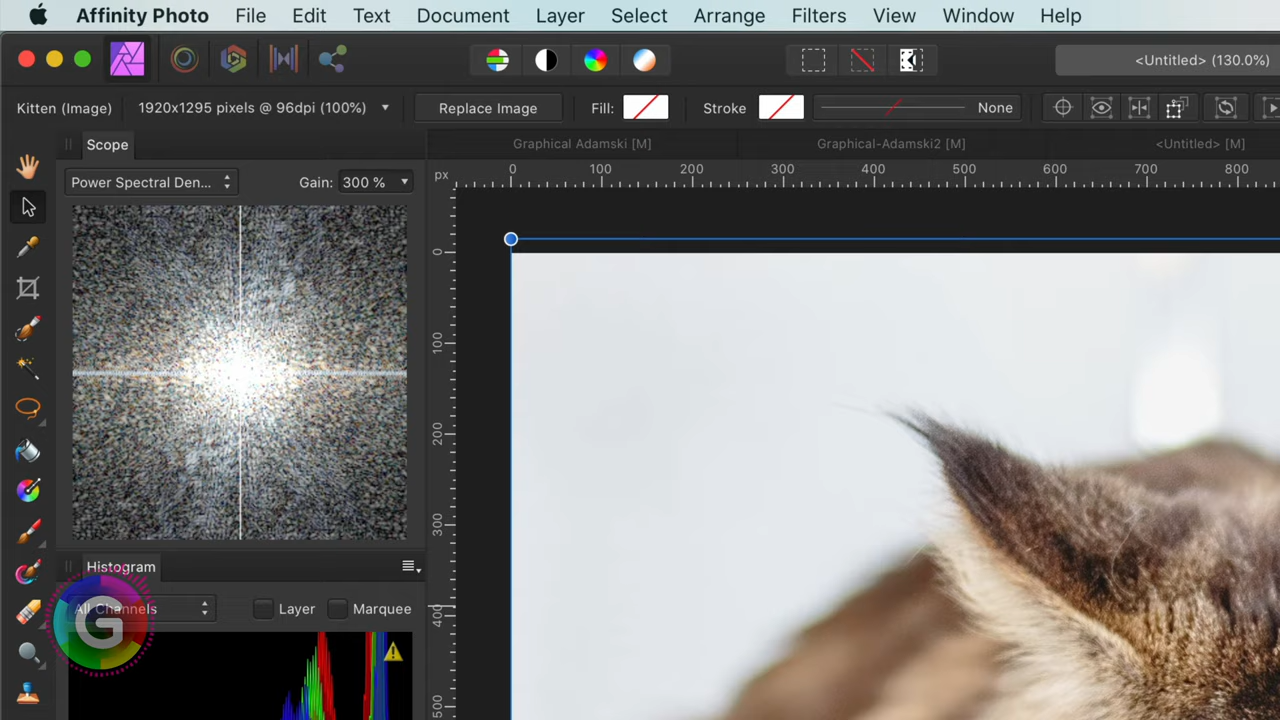 Affinity Photo File Edit Text Document Layer Select Arrange Filters View Window Help
<Untitled> (130.0%)
Kitten (Image) 1920x1295 pixels @ 96dpi (100%) Replace Image Fill: Stroke None
Scope
Graphical Adamski [M] Graphical-Adamski2 [M] <Untitled> [M]
Power Spectral Den... Gain: 300 %
px 0 100 200 300 400 500 600 700 800
0
100
200
300
400
500
Histogram
All Channels Layer Marquee
G